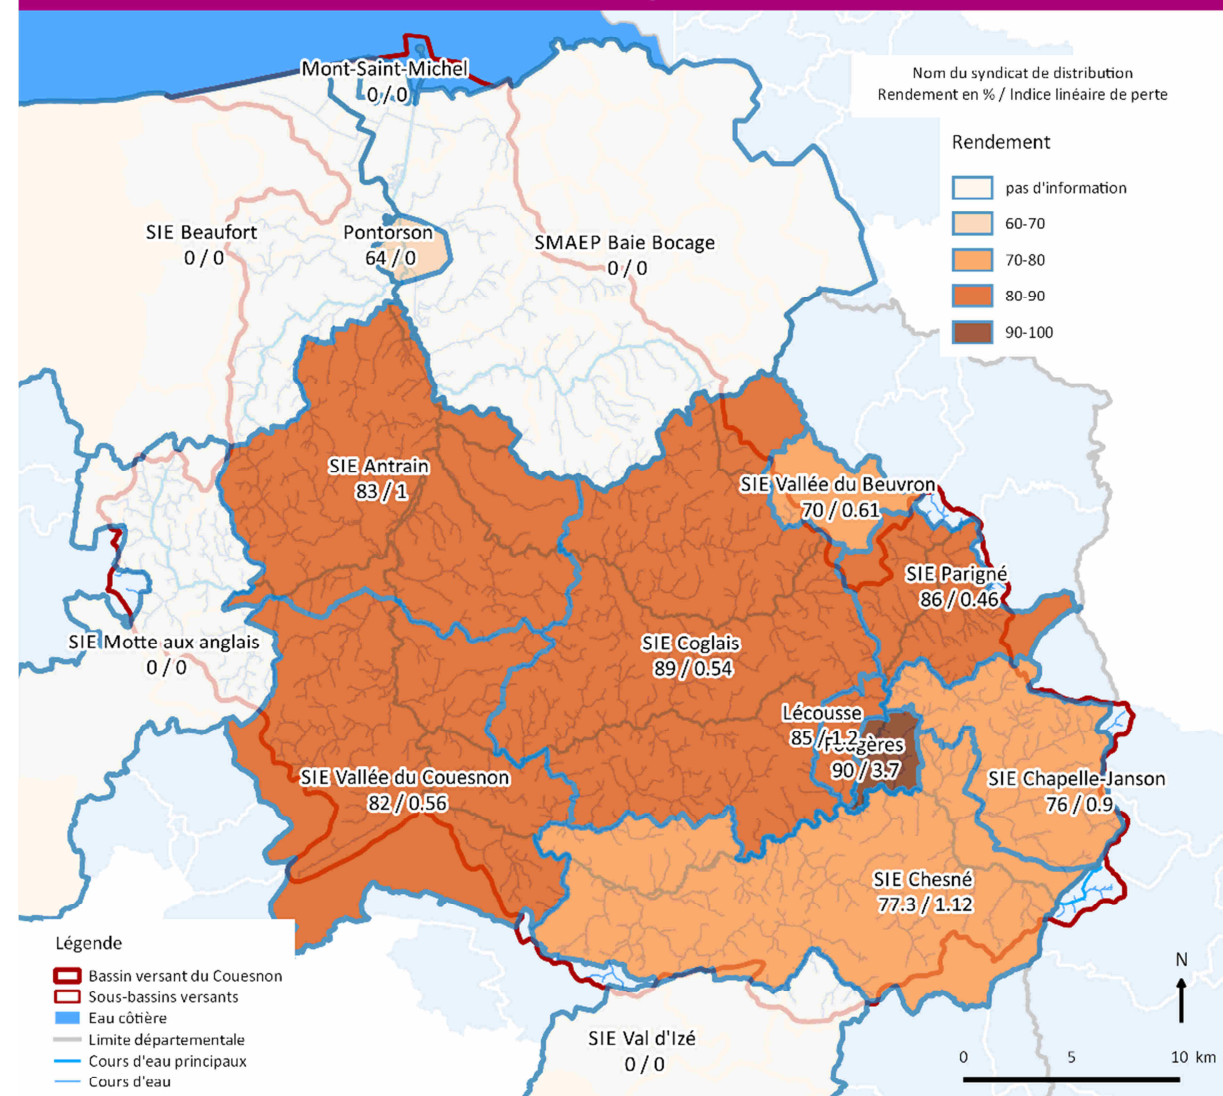 Mont-Saint-Michel
0 / 0
Nom du syndicat de distribution
Rendement en % / Indice linéaire de perte
Rendement
pas d'information
60-70
70-80
80-90
90-100
SIE Beaufort
0 / 0
Pontorson
64 / 0
SMAEP Baie Bocage
0 / 0
SIE Antrain
83 / 1
SIE Vallée du Beuvron
70 / 0.61
SIE Parigné
86 / 0.46
SIE Motte aux anglais
0 / 0
SIE Coglais
89 / 0.54
Lécousse
85 / 1.2
Fougères
90 / 3.7
SIE Vallée du Couesnon
82 / 0.56
SIE Chapelle-Janson
76 / 0.9
SIE Chesné
77.3 / 1.12
SIE Val d'Izé
0 / 0
Légende
Bassin versant du Couesnon
Sous-bassins versants
Eau côtière
Limite départementale
Cours d'eau principaux
Cours d'eau
N
0 5 10 km